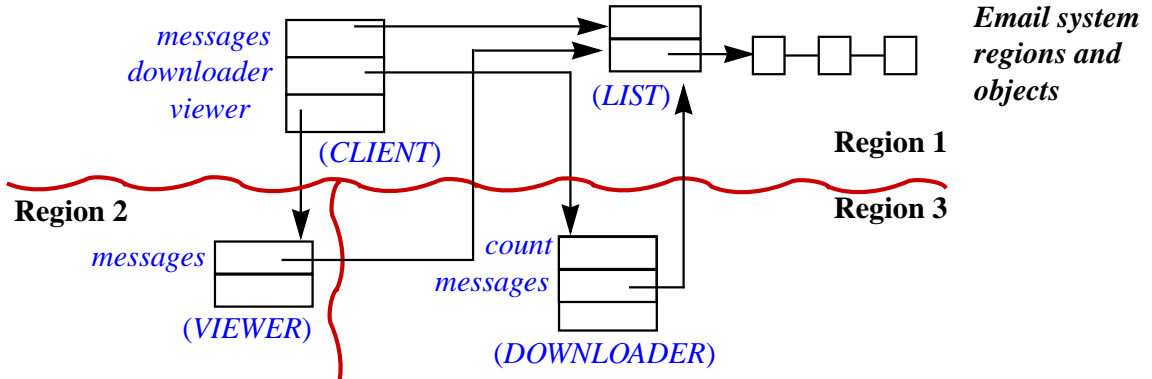 messages
downloader
viewer
(CLIENT)
(LIST)
Email system
regions and
objects
Region 1
Region 2
Region 3
messages
(VIEWER)
count
messages
(DOWNLOADER)